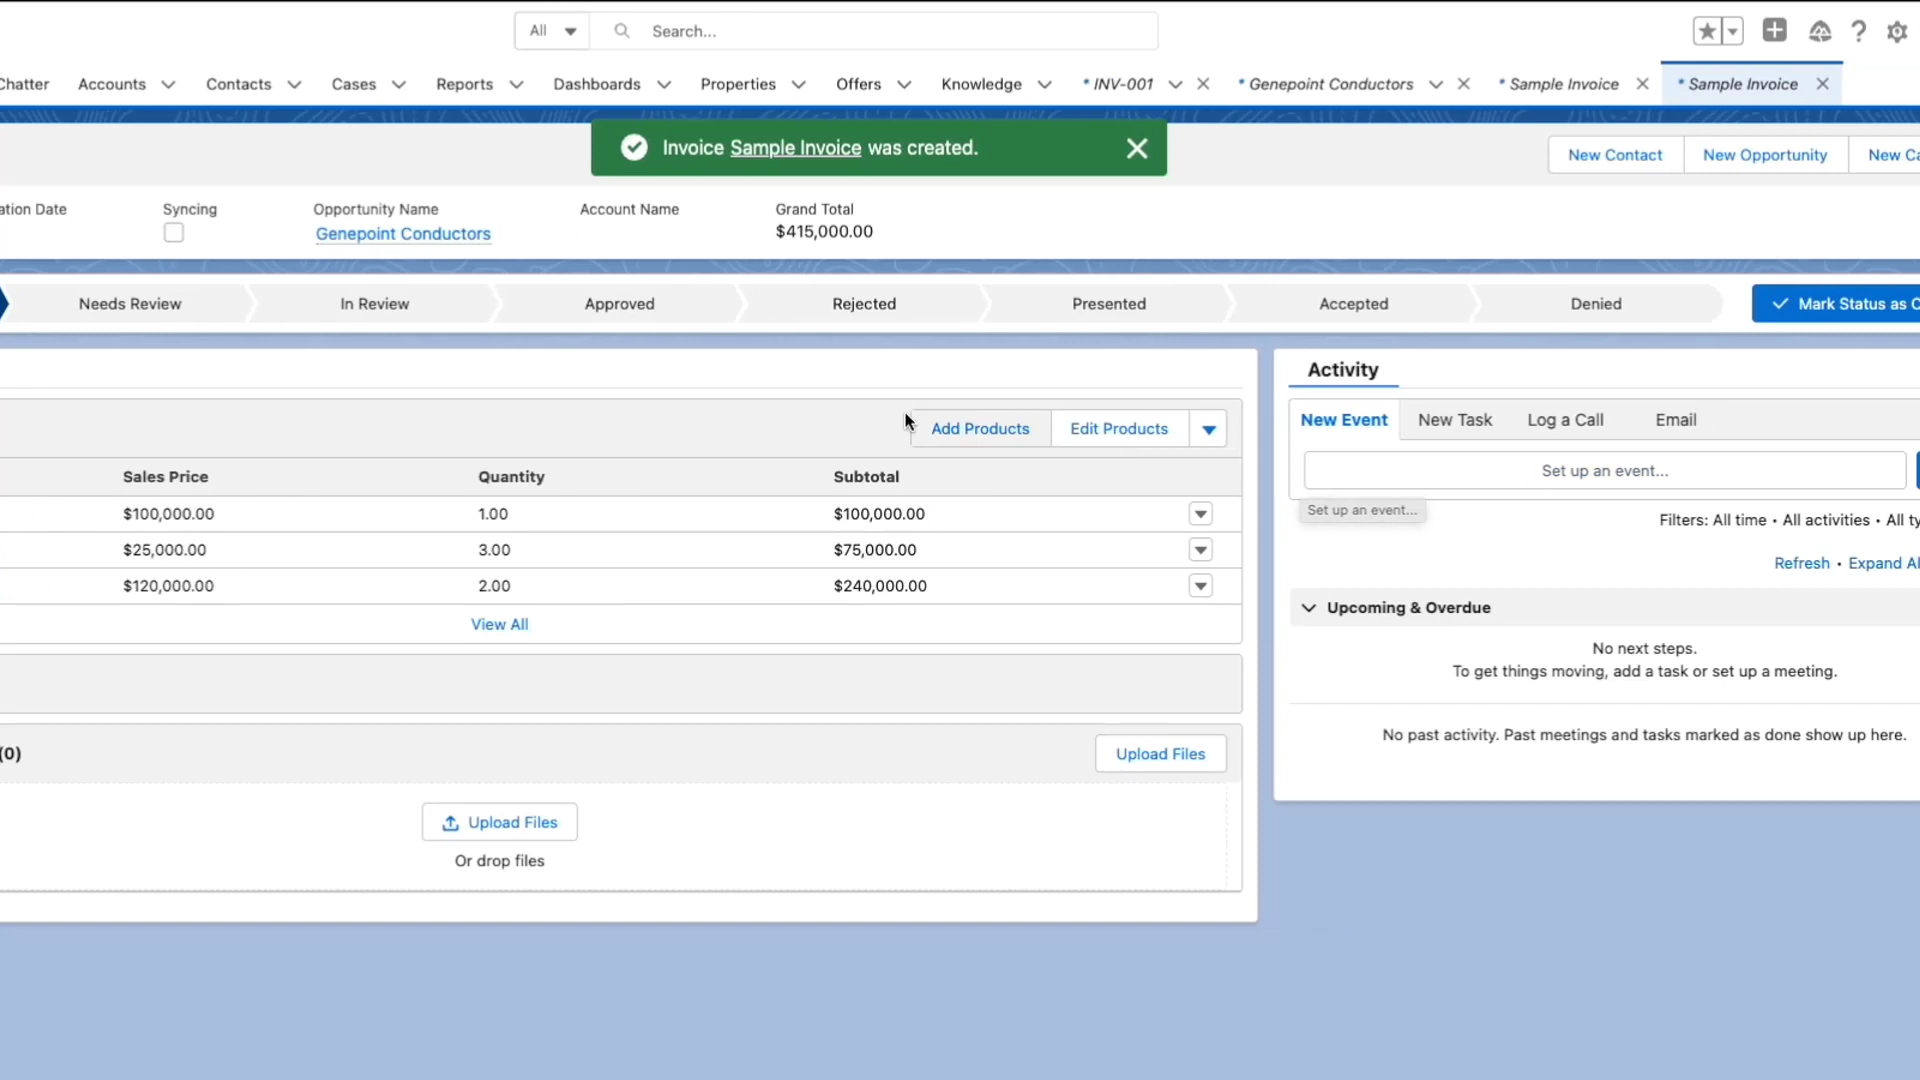 All Search...
Chatter Accounts Contacts Cases Reports Dashboards Properties Offers Knowledge * INV-001 * Genepoint Conductors * Sample Invoice * Sample Invoice
Invoice Sample Invoice was created.
New Contact New Opportunity New Ca
ation Date Syncing Opportunity Name Account Name Grand Total
Genepoint Conductors $415,000.00
Needs Review In Review Approved Rejected Presented Accepted Denied Mark Status as C
Activity
Add Products Edit Products
New Event New Task Log a Call Email
Set up an event...
Sales Price Quantity Subtotal
$100,000.00 1.00 $100,000.00
$25,000.00 3.00 $75,000.00
$120,000.00 2.00 $240,000.00
View All
Set up an event...
Filters: All time • All activities • All ty
Refresh • Expand Al
Upcoming & Overdue
No next steps.
To get things moving, add a task or set up a meeting.
No past activity. Past meetings and tasks marked as done show up here.
(0) Upload Files
Upload Files
Or drop files